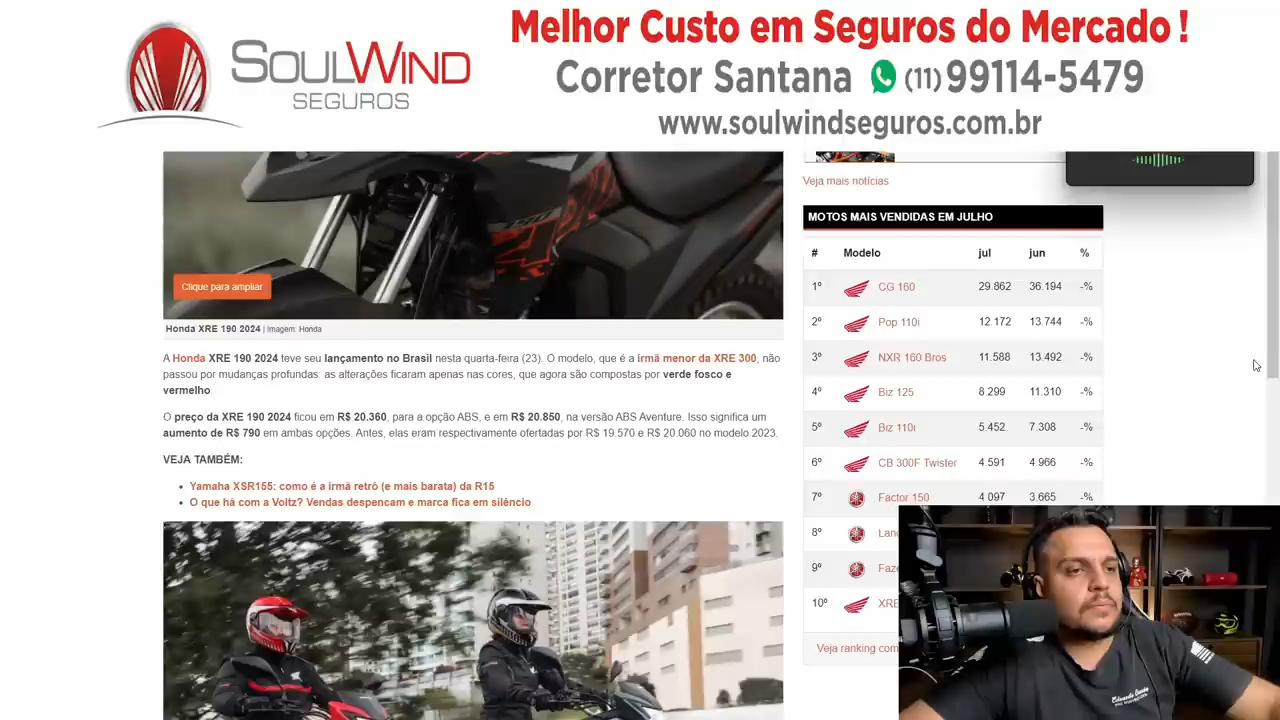 SOULWIND
SEGUROS
Melhor Custo em Seguros do Mercado !
Corretor Santana (11) 99114-5479
www.soulwindseguros.com.br
Clique para ampliar
Honda XRE 190 2024 | Imagem: Honda
A Honda XRE 190 2024 teve seu lançamento no Brasil nesta quarta-feira (23). O modelo, que é a irmã menor da XRE 300, não
passou por mudanças profundas: as alterações ficaram apenas nas cores, que agora são compostas por verde fosco e
vermelho.
O preço da XRE 190 2024 ficou em R$ 20.360, para a opção ABS, e em R$ 20.850, na versão ABS Aventure. Isso significa um
aumento de R$ 790 em ambas opções. Antes, elas eram respectivamente ofertadas por R$ 19.570 e R$ 20.060 no modelo 2023.
VEJA TAMBÉM:
• Yamaha XSR155: como é a irmã retrô (e mais barata) da R15
• O que há com a Voltz? Vendas despencam e marca fica em silêncio
Veja mais notícias
MOTOS MAIS VENDIDAS EM JULHO
# Modelo jul jun %
1º CG 160 29.862 36.194 -%
2º Pop 110i 12.172 13.744 -%
3º NXR 160 Bros 11.588 13.492 -%
4º Biz 125 8.299 11.310 -%
5º Biz 110i 5.452 7.308 -%
6º CB 300F Twister 4.591 4.966 -%
7º Factor 150 4.097 3.665 -%
8º Lan
9º Faze
10º XRE
Veja ranking com